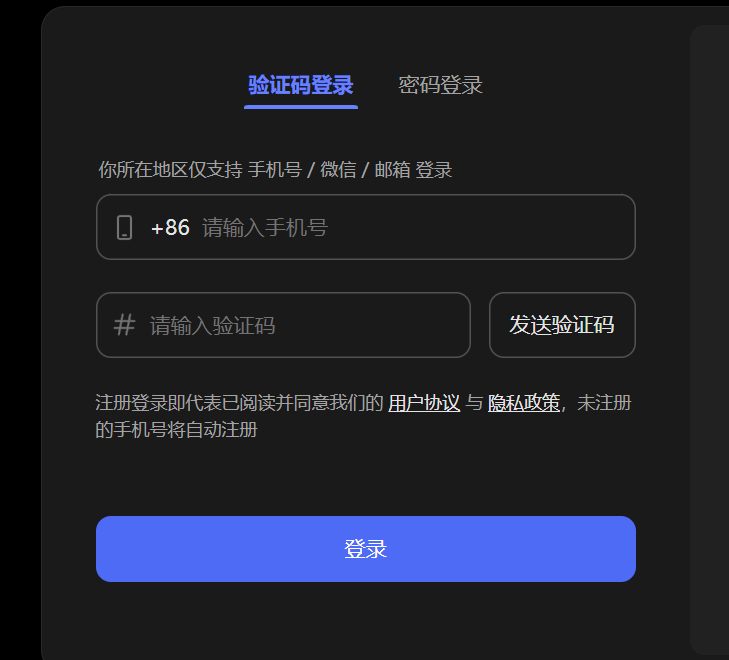 验证码登录 密码登录
你所在地区仅支持 手机号 / 微信 / 邮箱 登录
+86 请输入手机号
# 请输入验证码 发送验证码
注册登录即代表已阅读并同意我们的 用户协议 与 隐私政策，未注册
的手机号将自动注册
登录